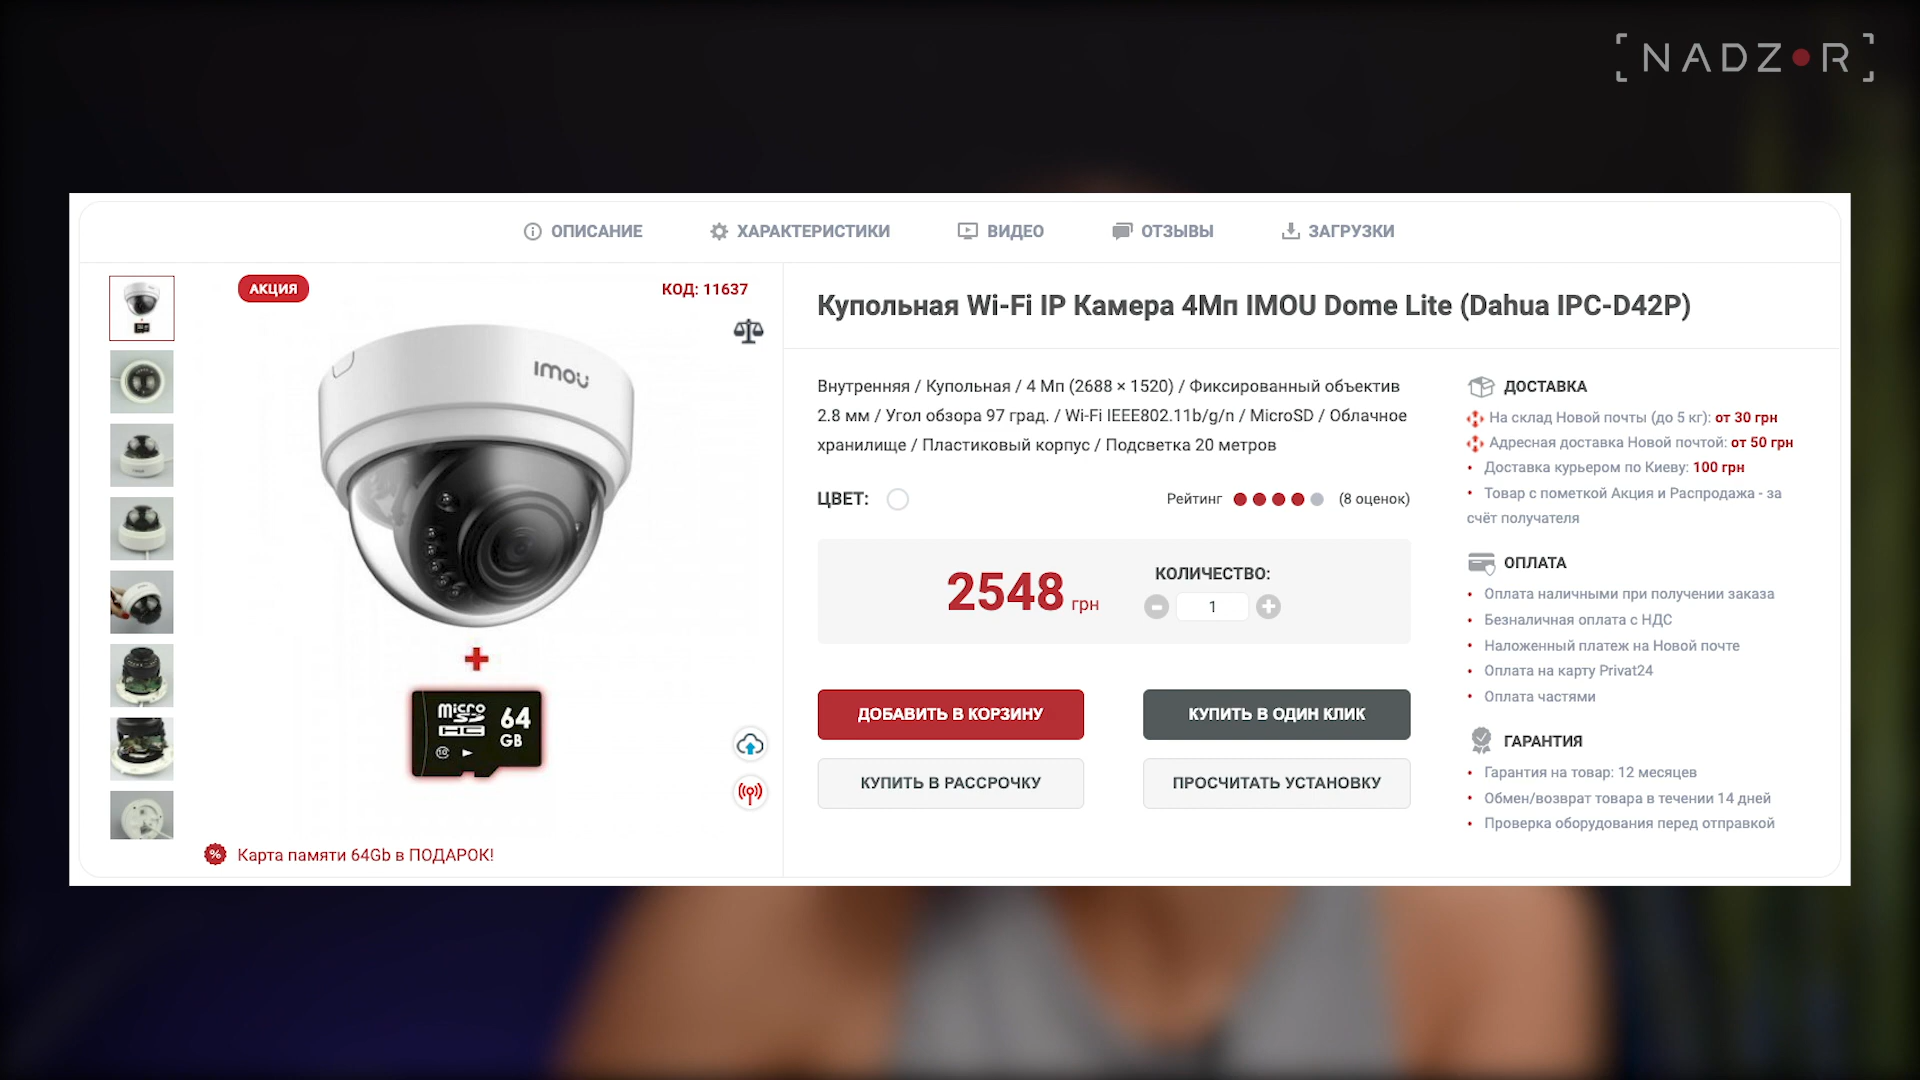 NADZ•R
ОПИСАНИЕ
ХАРАКТЕРИСТИКИ
ВИДЕО
ОТЗЫВЫ
ЗАГРУЗКИ
АКЦИЯ
КОД: 11637
imou
micro
SD
HC
64
GB
10
Карта памяти 64Gb в ПОДАРОК!
Купольная Wi-Fi IP Камера 4Мп IMOU Dome Lite (Dahua IPC-D42P)
Внутренняя / Купольная / 4 Мп (2688 × 1520) / Фиксированный объектив
2.8 мм / Угол обзора 97 град. / Wi-Fi IEEE802.11b/g/n / MicroSD / Облачное
хранилище / Пластиковый корпус / Подсветка 20 метров
ЦВЕТ:
Рейтинг
(8 оценок)
2548 грн
КОЛИЧЕСТВО:
1
ДОБАВИТЬ В КОРЗИНУ
КУПИТЬ В ОДИН КЛИК
КУПИТЬ В РАССРОЧКУ
ПРОСЧИТАТЬ УСТАНОВКУ
ДОСТАВКА
На склад Новой почты (до 5 кг): от 30 грн
Адресная доставка Новой почтой: от 50 грн
• Доставка курьером по Киеву: 100 грн
• Товар с пометкой Акция и Распродажа - за
счёт получателя
ОПЛАТА
• Оплата наличными при получении заказа
• Безналичная оплата с НДС
• Наложенный платеж на Новой почте
• Оплата на карту Privat24
• Оплата частями
ГАРАНТИЯ
• Гарантия на товар: 12 месяцев
• Обмен/возврат товара в течении 14 дней
• Проверка оборудования перед отправкой